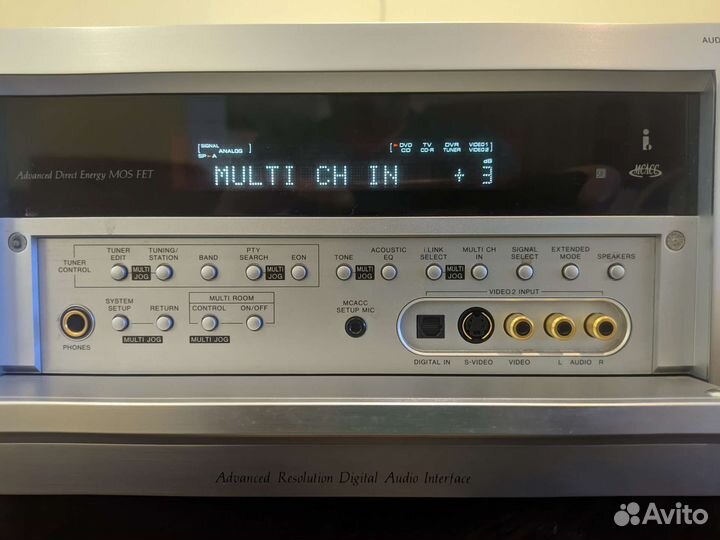 AUD
SIGNAL
ANALOG
SP►A
►DVD TV DVR VIDEO1
CD CD-R TUNER VIDEO2
dB
MULTI CH IN + 3
Advanced Direct Energy MOS FET
i.
MCACC
TUNER CONTROL
TUNER EDIT
MULTI JOG
TUNING/ STATION
BAND
PTY SEARCH
MULTI JOG
EON
TONE
MULTI JOG
ACOUSTIC EQ
i.LINK SELECT
MULTI JOG
MULTI CH IN
SIGNAL SELECT
EXTENDED MODE
SPEAKERS
PHONES
SYSTEM SETUP
RETURN
MULTI JOG
MULTI ROOM
CONTROL
ON/OFF
MULTI JOG
MCACC SETUP MIC
VIDEO 2 INPUT
DIGITAL IN
S-VIDEO
VIDEO
L AUDIO R
Advanced Resolution Digital Audio Interface
Avito